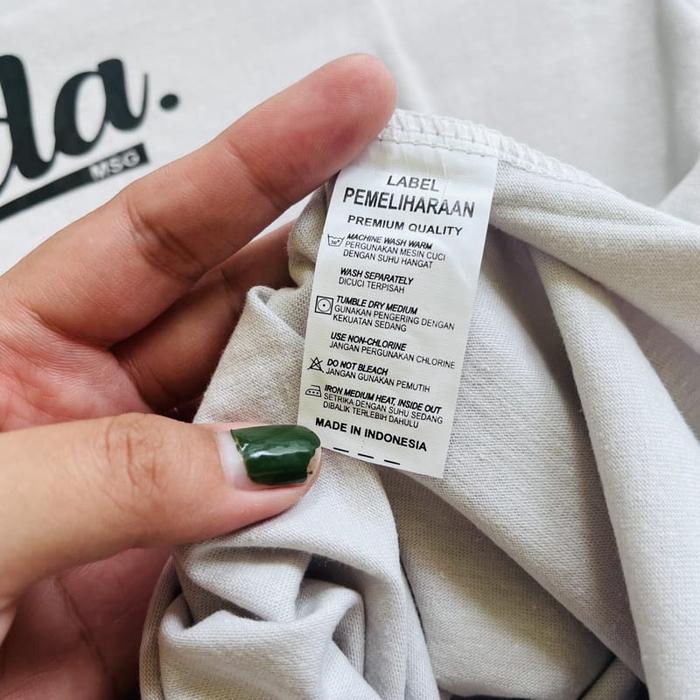 da.
MSG
LABEL
PEMELIHARAAN
PREMIUM QUALITY
30°
MACHINE WASH WARM
PERGUNAKAN MESIN CUCI
DENGAN SUHU HANGAT
WASH SEPARATELY
DICUCI TERPISAH
TUMBLE DRY MEDIUM
GUNAKAN PENGERING DENGAN
KEKUATAN SEDANG
USE NON-CHLORINE
JANGAN PERGUNAKAN CHLORINE
DO NOT BLEACH
JANGAN GUNAKAN PEMUTIH
IRON MEDIUM HEAT, INSIDE OUT
SETRIKA DENGAN SUHU SEDANG
DIBALIK TERLEBIH DAHULU
MADE IN INDONESIA